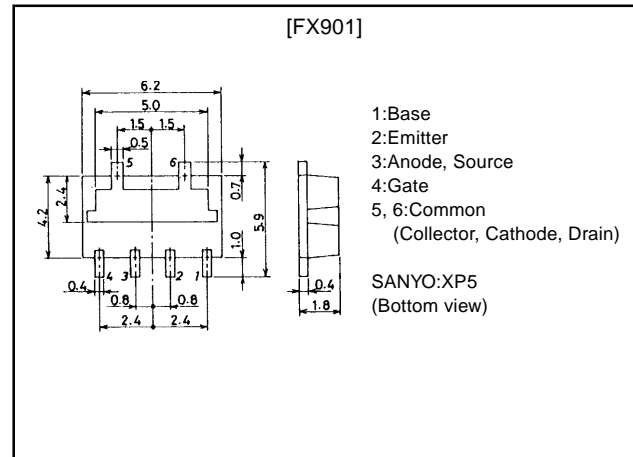 [FX901]
6.2
5.0
1.5 1.5
0.5
5 6
4.2
2.4
0.7
5.9
1.0
4 3 2 1
0.4
0.8 0.8
2.4 2.4
0.4
1.8
1:Base
2:Emitter
3:Anode, Source
4:Gate
5, 6:Common
(Collector, Cathode, Drain)
SANYO:XP5
(Bottom view)